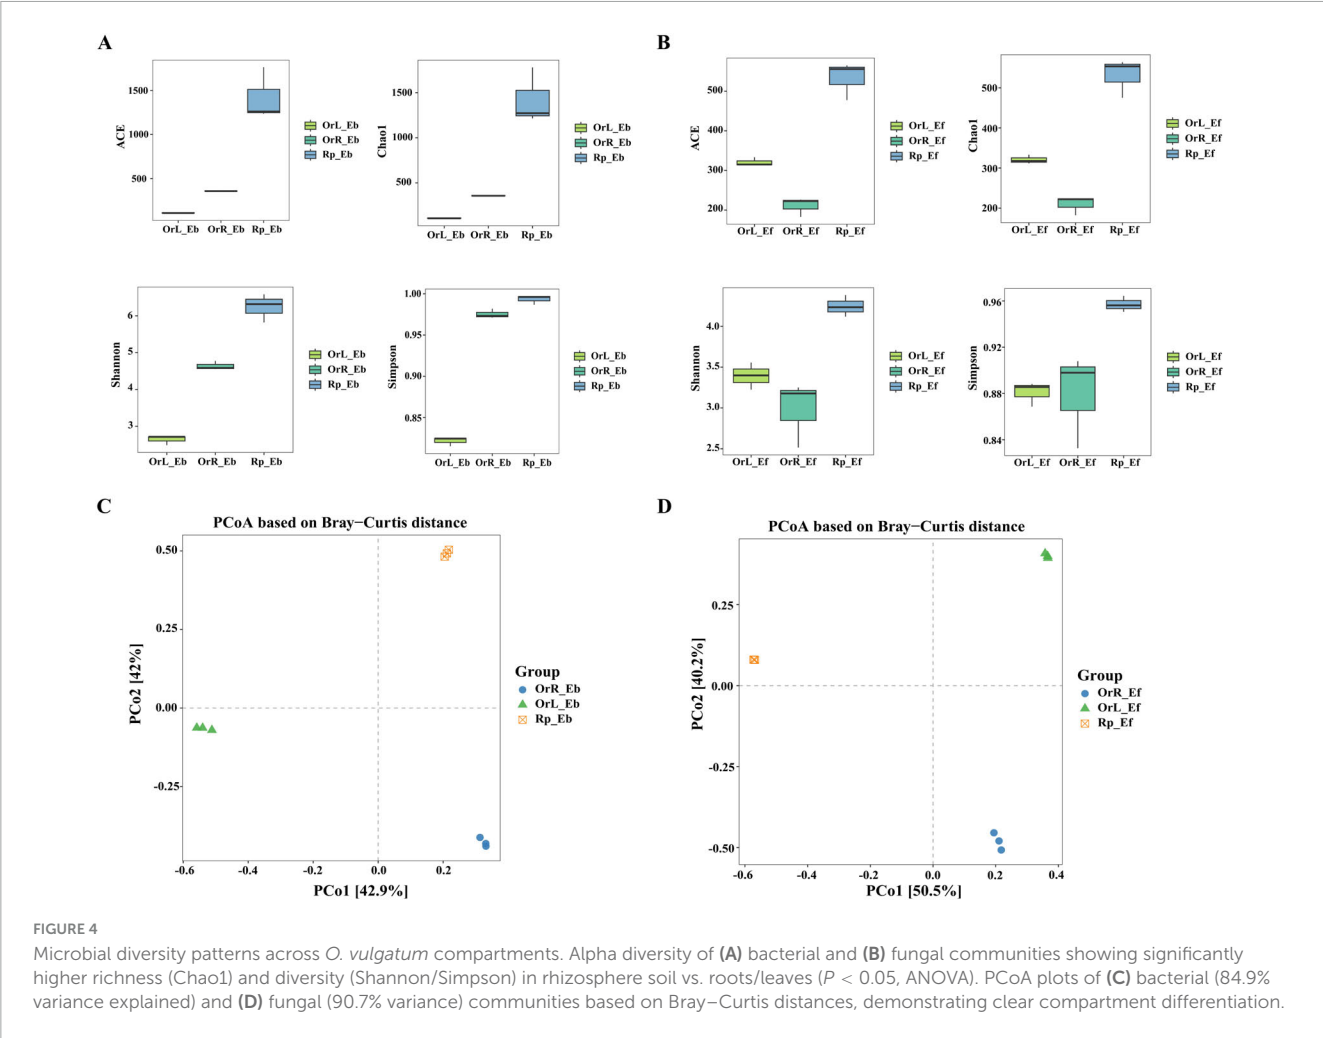 A
ACE
1500
1000
500
OrL_Eb
OrR_Eb
Rp_Eb
OrL_Eb
OrR_Eb
Rp_Eb
Chao1
1500
1000
500
OrL_Eb
OrR_Eb
Rp_Eb
OrL_Eb
OrR_Eb
Rp_Eb
Shannon
6
5
4
3
OrL_Eb
OrR_Eb
Rp_Eb
OrL_Eb
OrR_Eb
Rp_Eb
Simpson
1.00
0.95
0.90
0.85
OrL_Eb
OrR_Eb
Rp_Eb
OrL_Eb
OrR_Eb
Rp_Eb
B
ACE
500
400
300
200
OrL_Ef
OrR_Ef
Rp_Ef
OrL_Ef
OrR_Ef
Rp_Ef
Chao1
500
400
300
200
OrL_Ef
OrR_Ef
Rp_Ef
OrL_Ef
OrR_Ef
Rp_Ef
Shannon
4.0
3.5
3.0
2.5
OrL_Ef
OrR_Ef
Rp_Ef
OrL_Ef
OrR_Ef
Rp_Ef
Simpson
0.96
0.92
0.88
0.84
OrL_Ef
OrR_Ef
Rp_Ef
OrL_Ef
OrR_Ef
Rp_Ef
C
PCoA based on Bray−Curtis distance
PCo2 [42%]
0.50
0.25
0.00
-0.25
-0.6
-0.4
-0.2
0.0
0.2
PCo1 [42.9%]
Group
OrR_Eb
OrL_Eb
Rp_Eb
D
PCoA based on Bray−Curtis distance
PCo2 [40.2%]
0.25
0.00
-0.25
-0.50
-0.6
-0.4
-0.2
0.0
0.2
0.4
PCo1 [50.5%]
Group
OrR_Ef
OrL_Ef
Rp_Ef
FIGURE 4
Microbial diversity patterns across O. vulgatum compartments. Alpha diversity of (A) bacterial and (B) fungal communities showing significantly
higher richness (Chao1) and diversity (Shannon/Simpson) in rhizosphere soil vs. roots/leaves (P < 0.05, ANOVA). PCoA plots of (C) bacterial (84.9%
variance explained) and (D) fungal (90.7% variance) communities based on Bray–Curtis distances, demonstrating clear compartment differentiation.